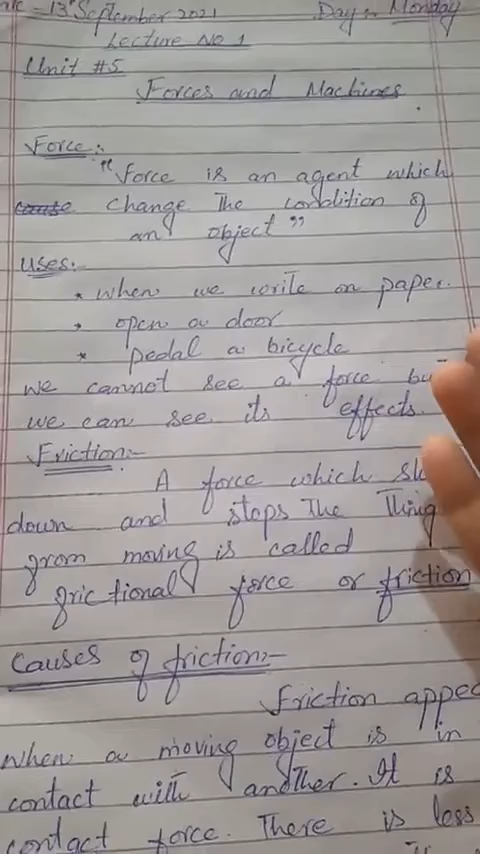 13 September 2021 Day :- Monday
Lecture No 1
Unit #5
Forces and Machines
Force:-
"Force is an agent which
change The condition of
an object"
Uses:-
* when we write on paper.
* open a door
* pedal a bicycle
we cannot see a force bu
we can see its effects.
Friction:-
A force which sl
down and stops The Thing
from moving is called
frictional force or friction
Causes of friction:-
Friction appea
when a moving object is in
contact with another. It is
contact force. There is less